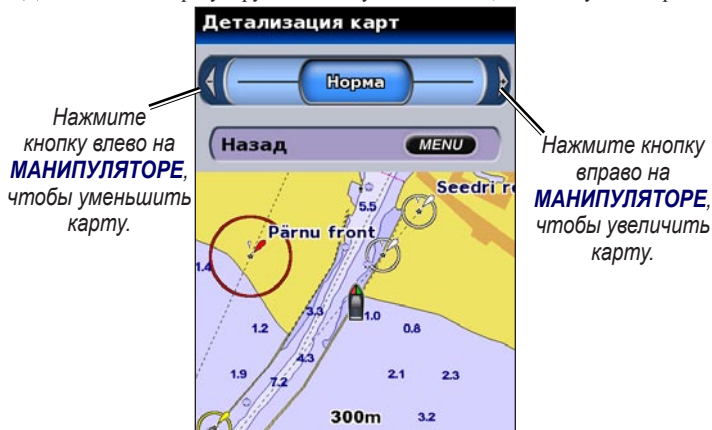 Детализация карт
Норма
Назад
MENU
Нажмите
кнопку влево на
МАНИПУЛЯТОРЕ,
чтобы уменьшить
карту.
Нажмите кнопку
вправо на
МАНИПУЛЯТОРЕ,
чтобы увеличить
карту.
Seedri
5.5
Pärnu front
1.4
3.3
1.0
1.2
0.8
4.3
1.9
7.2
2.1
2.3
300m
3.2